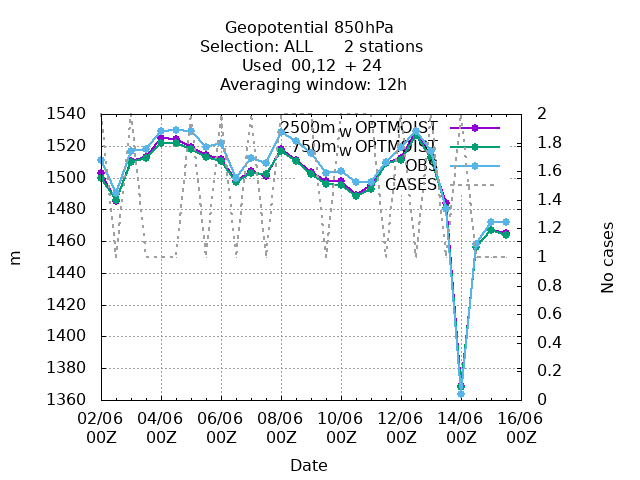 Geopotential 850hPa
Selection: ALL 2 stations
Used 00,12 + 24
Averaging window: 12h
1540
1520
1500
1480
1460
1440
1420
1400
1380
1360
2
1.8
1.6
1.4
1.2
1
0.8
0.6
0.4
0.2
0
2500m w OPTMOIST
750m w OPTMOIST
OBS
CASES
m
No cases
02/06 04/06 06/06 08/06 10/06 12/06 14/06 16/06
00Z 00Z 00Z 00Z 00Z 00Z 00Z 00Z
Date